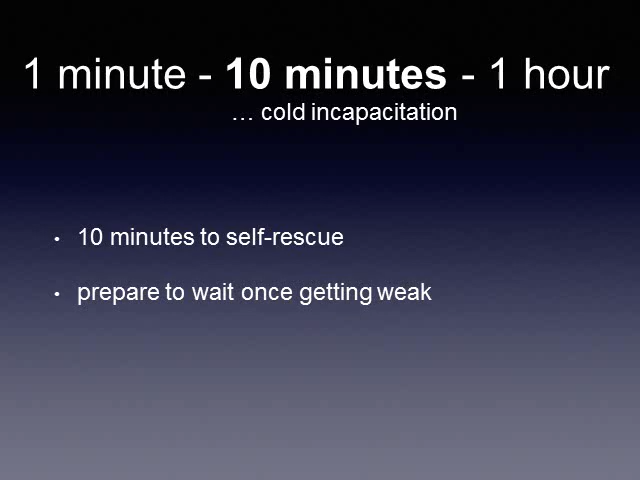 1 minute - 10 minutes - 1 hour
… cold incapacitation
• 10 minutes to self-rescue
• prepare to wait once getting weak